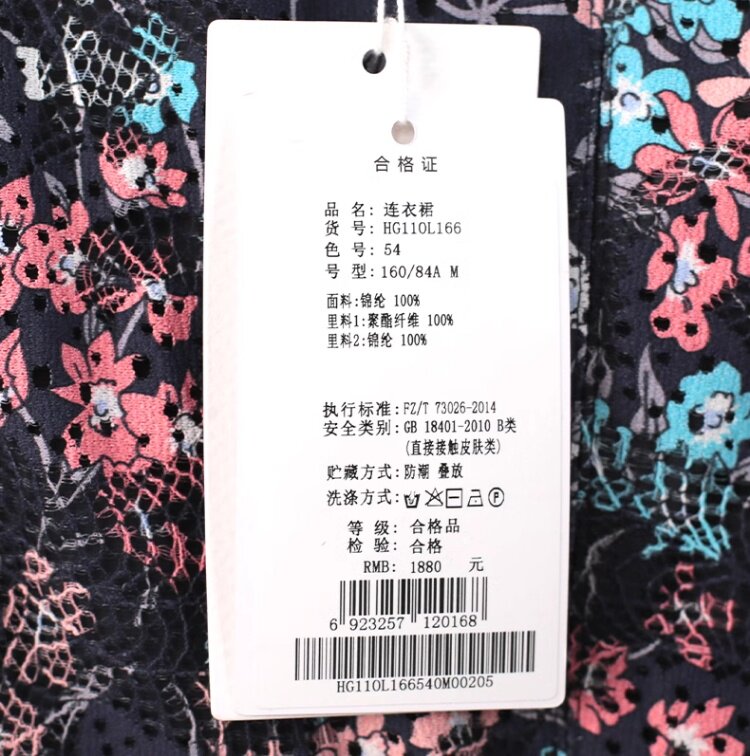 合格证
品 名: 连衣裙
货 号: HG110L166
色 号: 54
号 型: 160/84A M
面料:锦纶 100%
里料1:聚酯纤维 100%
里料2:锦纶 100%
执行标准: FZ/T 73026-2014
安全类别: GB 18401-2010 B类
(直接接触皮肤类)
贮藏方式: 防潮 叠放
洗涤方式:
等 级: 合格品
检 验: 合格
RMB: 1880 元
6 923257 120168
HG110L166540M00205